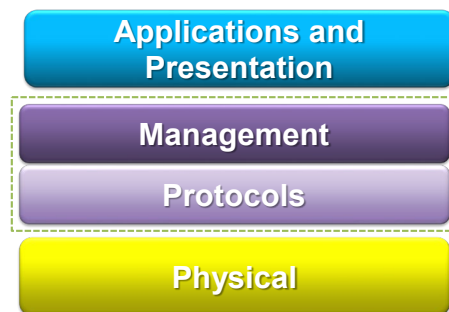 Applications and
Presentation
Management
Protocols
Physical